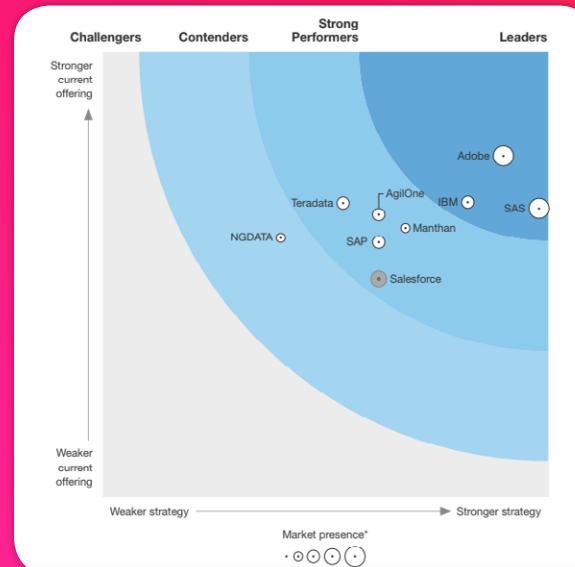 Challengers
Contenders
Strong
Performers
Leaders
Stronger
current
offering
Adobe
AgilOne
Teradata
IBM
SAS
Manthan
NGDATA
SAP
Salesforce
Weaker
current
offering
Weaker strategy
Stronger strategy
Market presence*